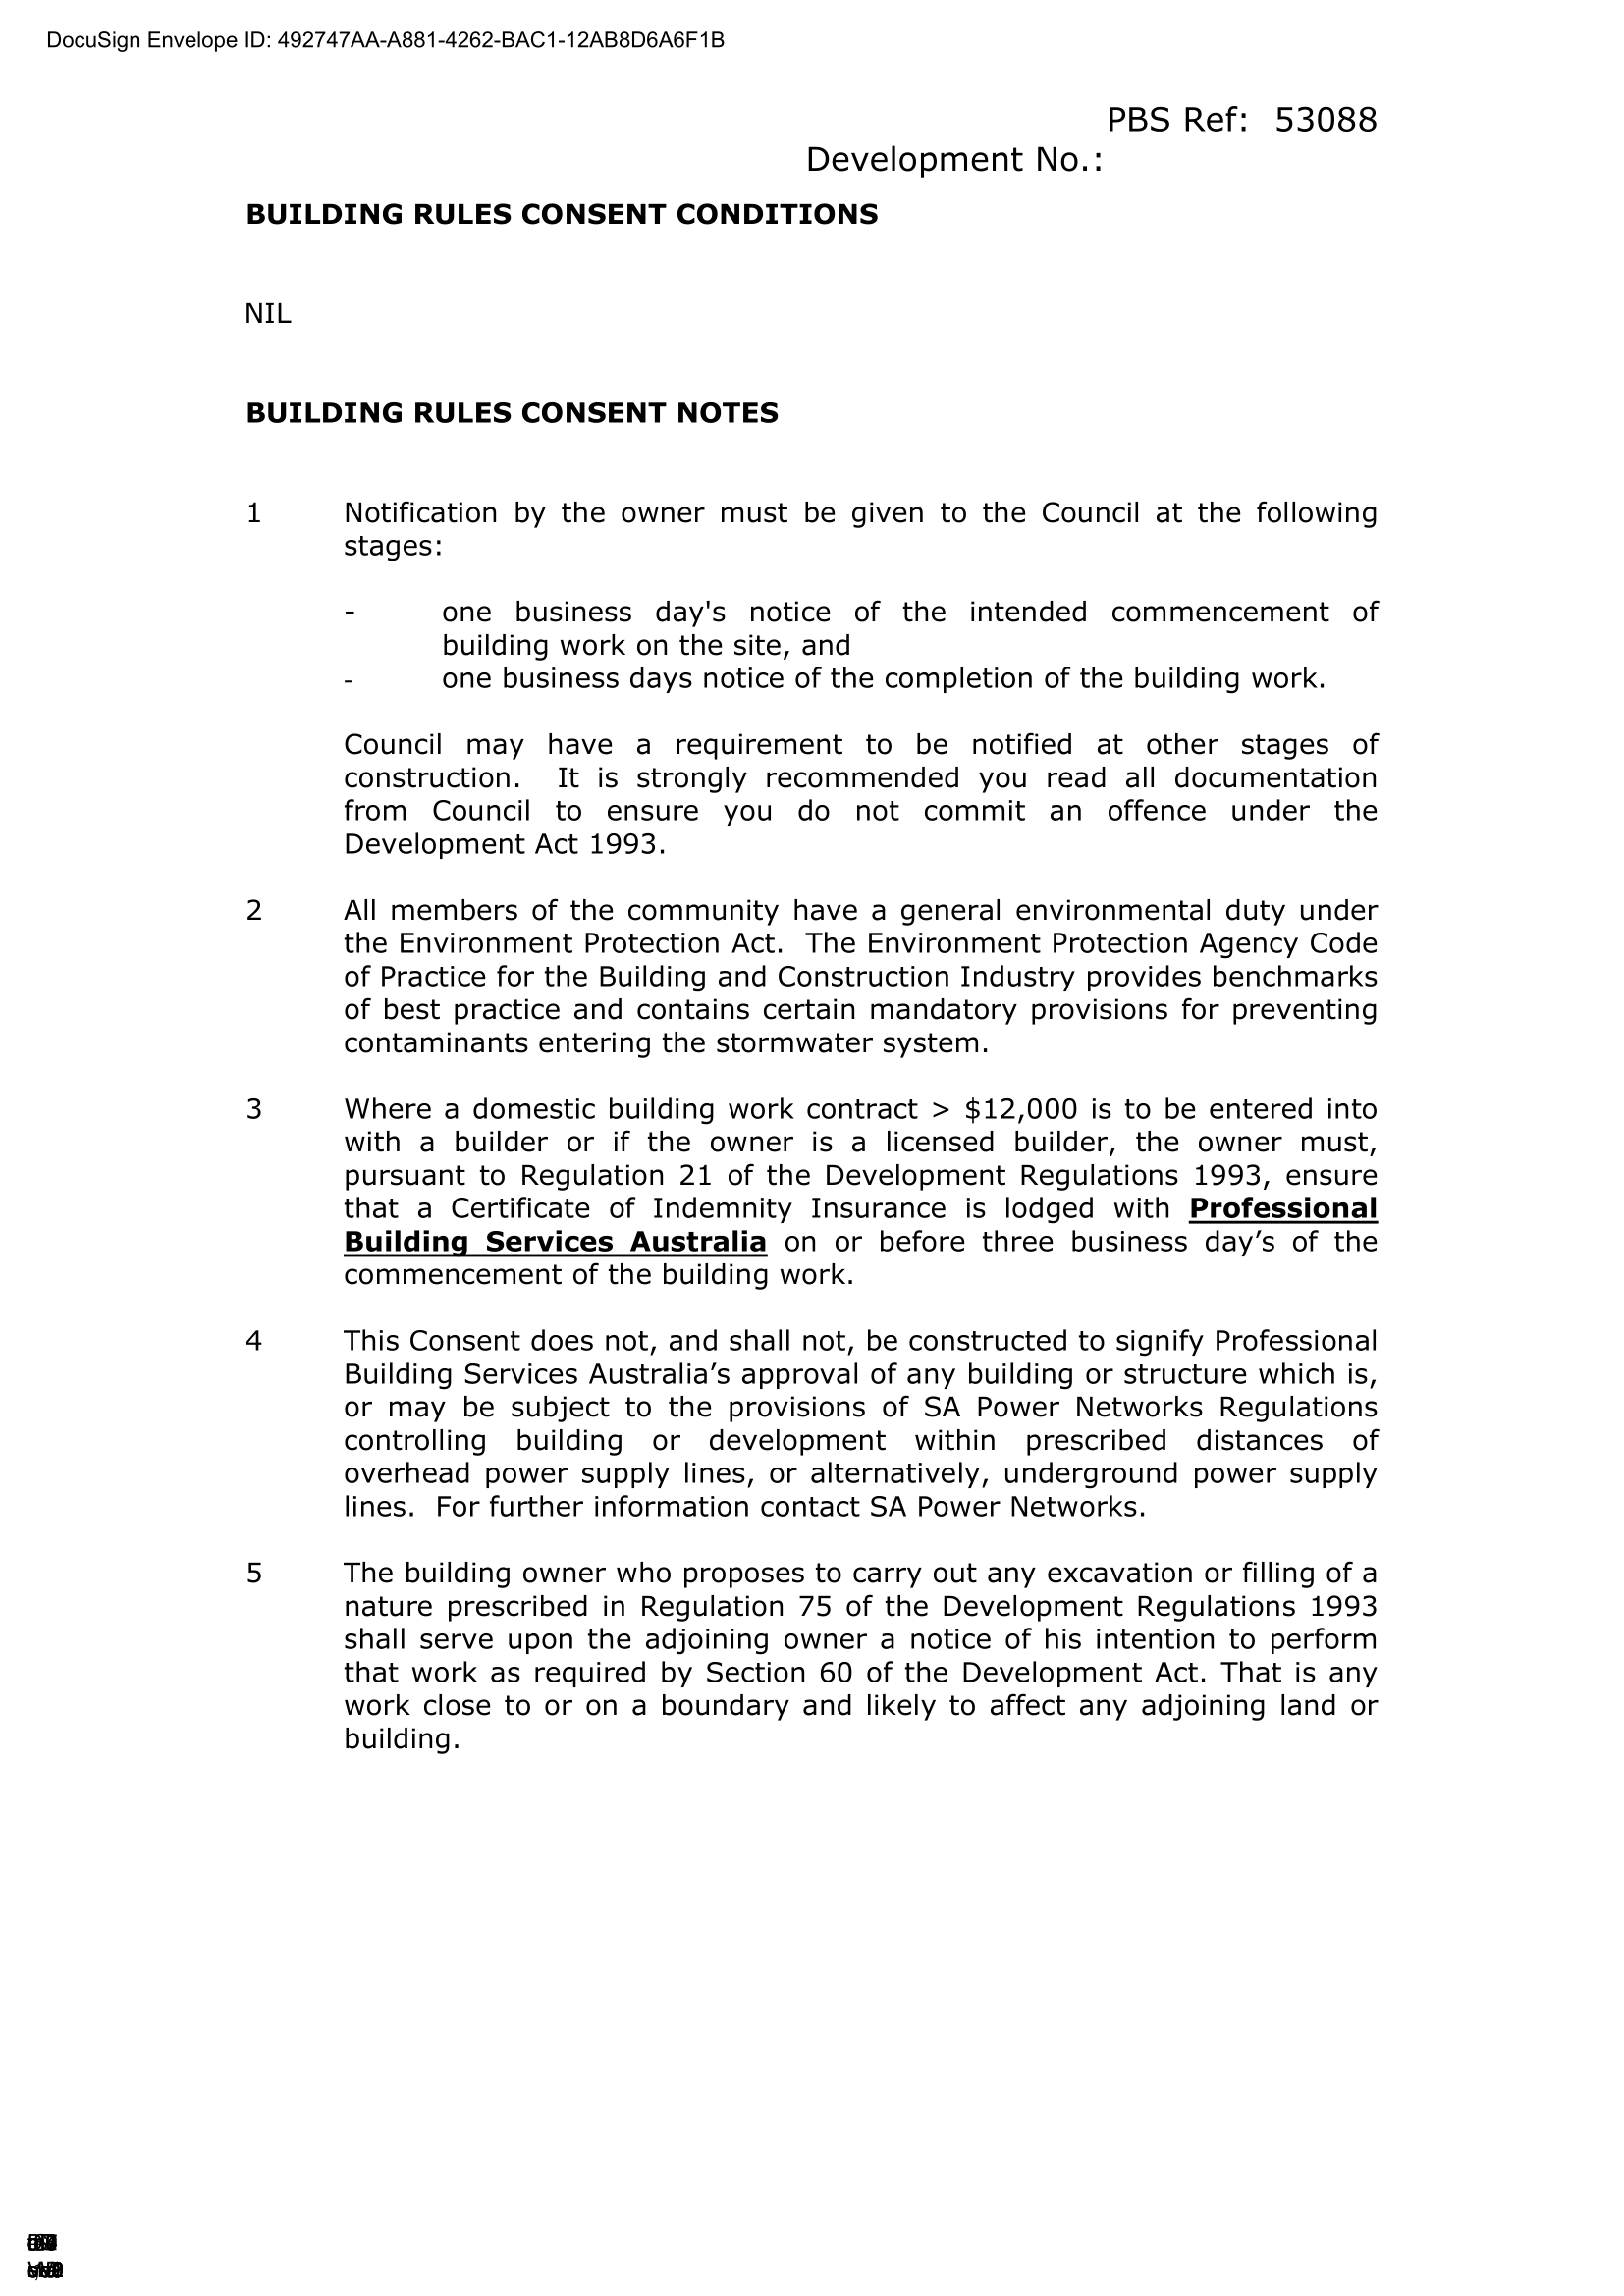 DocuSign Envelope ID: 492747AA-A881-4262-BAC1-12AB8D6A6F1B
PBS Ref:  53088
Development No.:
BUILDING RULES CONSENT CONDITIONS
NIL
BUILDING RULES CONSENT NOTES
1 Notification by the owner must be given to the Council at the following
stages:
- one business day's notice of the intended commencement of
building work on the site, and
- one business days notice of the completion of the building work.
Council may have a requirement to be notified at other stages of
construction.  It is strongly recommended you read all documentation
from Council to ensure you do not commit an offence under the
Development Act 1993.
2 All members of the community have a general environmental duty under
the Environment Protection Act.  The Environment Protection Agency Code
of Practice for the Building and Construction Industry provides benchmarks
of best practice and contains certain mandatory provisions for preventing
contaminants entering the stormwater system.
3 Where a domestic building work contract > $12,000 is to be entered into
with a builder or if the owner is a licensed builder, the owner must,
pursuant to Regulation 21 of the Development Regulations 1993, ensure
that a Certificate of Indemnity Insurance is lodged with Professional
Building Services Australia on or before three business day’s of the
commencement of the building work.
4 This Consent does not, and shall not, be constructed to signify Professional
Building Services Australia’s approval of any building or structure which is,
or may be subject to the provisions of SA Power Networks Regulations
controlling building or development within prescribed distances of
overhead power supply lines, or alternatively, underground power supply
lines.  For further information contact SA Power Networks.
5 The building owner who proposes to carry out any excavation or filling of a
nature prescribed in Regulation 75 of the Development Regulations 1993
shall serve upon the adjoining owner a notice of his intention to perform
that work as required by Section 60 of the Development Act. That is any
work close to or on a boundary and likely to affect any adjoining land or
building.